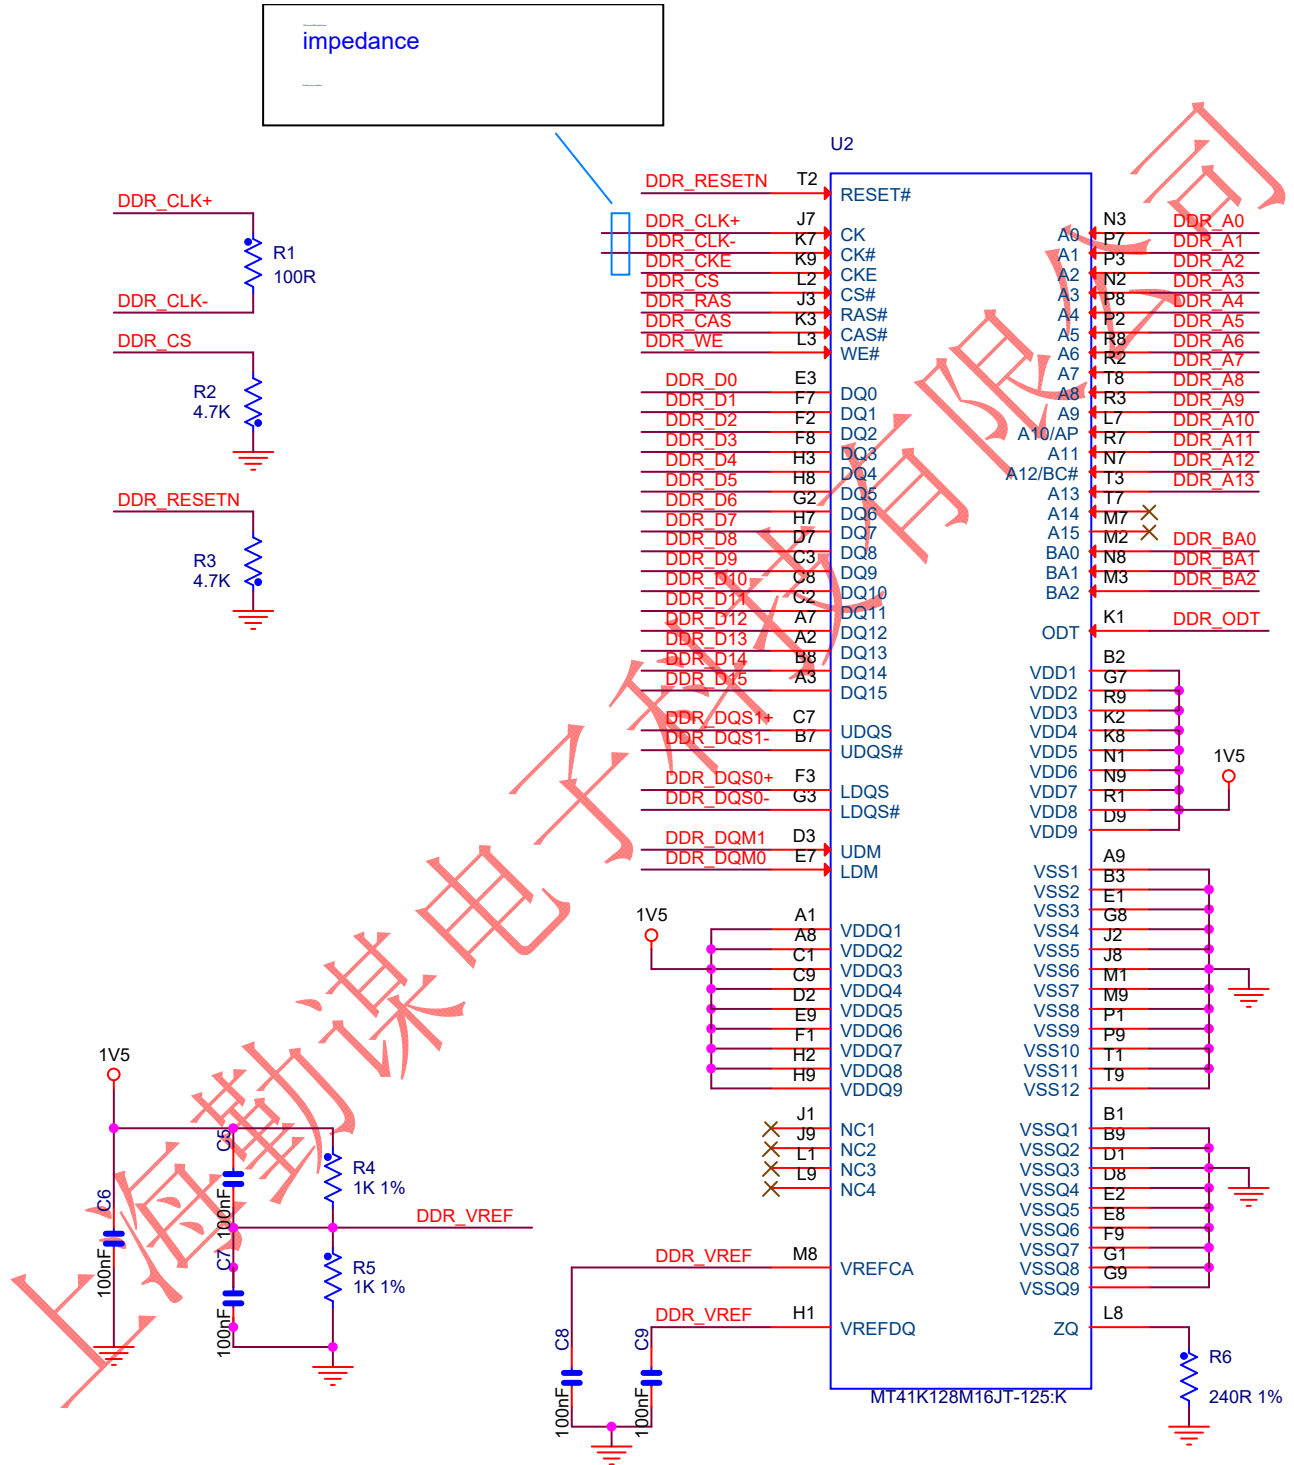 impedance
U2
DDR_CLK+
R1
100R
DDR_CLK-
DDR_CS
R2
4.7K
DDR_RESETN
R3
4.7K
DDR_RESETN T2 RESET#
DDR_CLK+ J7 CK
DDR_CLK- K7 CK#
DDR_CKE K9 CKE
DDR_CS L2 CS#
DDR_RAS J3 RAS#
DDR_CAS K3 CAS#
DDR_WE L3 WE#
DDR_D0 E3 DQ0
DDR_D1 F7 DQ1
DDR_D2 F2 DQ2
DDR_D3 F8 DQ3
DDR_D4 H3 DQ4
DDR_D5 H8 DQ5
DDR_D6 G2 DQ6
DDR_D7 H7 DQ7
DDR_D8 D7 DQ8
DDR_D9 C3 DQ9
DDR_D10 C8 DQ10
DDR_D11 C2 DQ11
DDR_D12 A7 DQ12
DDR_D13 A2 DQ13
DDR_D14 B8 DQ14
DDR_D15 A3 DQ15
DDR_DQS1+ C7 UDQS
DDR_DQS1- B7 UDQS#
DDR_DQS0+ F3 LDQS
DDR_DQS0- G3 LDQS#
DDR_DQM1 D3 UDM
DDR_DQM0 E7 LDM
1V5
A1 VDDQ1
A8 VDDQ2
C1 VDDQ3
C9 VDDQ4
D2 VDDQ5
E9 VDDQ6
F1 VDDQ7
H2 VDDQ8
H9 VDDQ9
J1 NC1
J9 NC2
L1 NC3
L9 NC4
DDR_VREF M8 VREFCA
DDR_VREF H1 VREFDQ
C8
100nF
C9
100nF
A0 N3 DDR_A0
A1 P7 DDR_A1
A2 P3 DDR_A2
A3 N2 DDR_A3
A4 P8 DDR_A4
A5 P2 DDR_A5
A6 R8 DDR_A6
A7 R2 DDR_A7
A8 T8 DDR_A8
A9 R3 DDR_A9
A10/AP L7 DDR_A10
A11 R7 DDR_A11
A12/BC# N7 DDR_A12
A13 T3 DDR_A13
A14 T7
A15 M7
BA0 M2 DDR_BA0
BA1 N8 DDR_BA1
BA2 M3 DDR_BA2
ODT K1 DDR_ODT
VDD1 B2
VDD2 G7
VDD3 R9
VDD4 K2
VDD5 K8
VDD6 N1
VDD7 N9
VDD8 R1
VDD9 D9
1V5
VSS1 A9
VSS2 B3
VSS3 E1
VSS4 G8
VSS5 J2
VSS6 J8
VSS7 M1
VSS8 M9
VSS9 P1
VSS10 P9
VSS11 T1
VSS12 T9
VSSQ1 B1
VSSQ2 B9
VSSQ3 D1
VSSQ4 D8
VSSQ5 E2
VSSQ6 E8
VSSQ7 F9
VSSQ8 G1
VSSQ9 G9
ZQ L8
R6
240R 1%
MT41K128M16JT-125:K
1V5
C6
100nF
C5
100nF
C7
100nF
R4
1K 1%
DDR_VREF
R5
1K 1%
上海勤谋电子科技有限公司